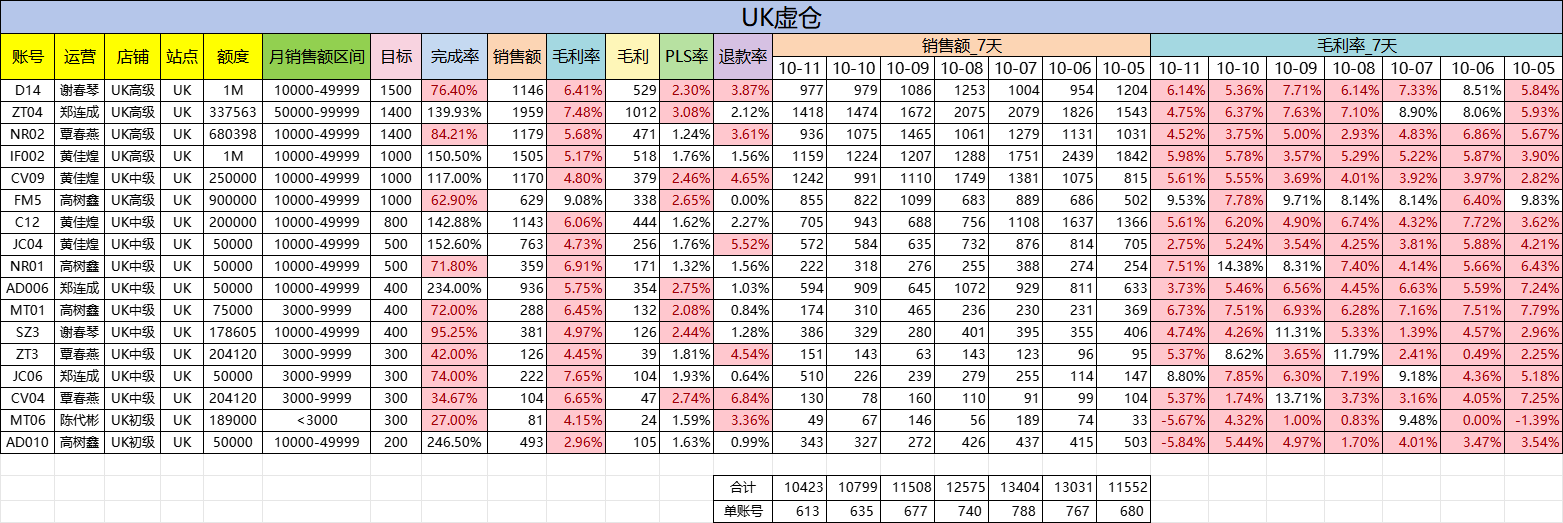 UK虚仓
账号 运营 店铺 站点 额度 月销售额区间 目标 完成率 销售额 毛利率 毛利 PLS率 退款率 销售额_7天 毛利率_7天
10-11 10-10 10-09 10-08 10-07 10-06 10-05 10-11 10-10 10-09 10-08 10-07 10-06 10-05
D14 谢春琴 UK高级 UK 1M 10000-49999 1500 76.40% 1146 6.41% 529 2.30% 3.87% 977 979 1086 1253 1004 954 1204 6.14% 5.36% 7.71% 6.14% 7.33% 8.51% 5.84%
ZT04 郑连成 UK高级 UK 337563 50000-99999 1400 139.93% 1959 7.48% 1012 3.08% 2.12% 1418 1474 1672 2075 2079 1826 1543 4.75% 6.37% 7.63% 7.10% 8.90% 8.06% 5.93%
NR02 覃春燕 UK高级 UK 680398 10000-49999 1400 84.21% 1179 5.68% 471 1.24% 3.61% 936 1075 1465 1061 1279 1131 1031 4.52% 3.75% 5.00% 2.93% 4.83% 6.86% 5.67%
IF002 黄佳煌 UK高级 UK 1M 10000-49999 1000 150.50% 1505 5.17% 518 1.76% 1.56% 1159 1224 1207 1288 1751 2439 1842 5.98% 5.78% 3.57% 5.29% 5.22% 5.87% 3.90%
CV09 黄佳煌 UK中级 UK 250000 10000-49999 1000 117.00% 1170 4.80% 379 2.46% 4.65% 1242 991 1110 1749 1381 1075 815 5.61% 5.55% 3.69% 4.01% 3.92% 3.97% 2.82%
FM5 高树鑫 UK高级 UK 900000 10000-49999 1000 62.90% 629 9.08% 338 2.65% 0.00% 855 822 1099 683 889 686 502 9.53% 7.78% 9.71% 8.14% 8.14% 6.40% 9.83%
C12 黄佳煌 UK中级 UK 200000 10000-49999 800 142.88% 1143 6.06% 444 1.62% 2.27% 705 943 688 756 1108 1637 1366 5.61% 6.20% 4.90% 6.74% 4.32% 7.72% 3.62%
JC04 黄佳煌 UK中级 UK 50000 10000-49999 500 152.60% 763 4.73% 256 1.76% 5.52% 572 584 635 732 876 814 705 2.75% 5.24% 3.54% 4.25% 3.81% 5.88% 4.21%
NR01 高树鑫 UK中级 UK 50000 10000-49999 500 71.80% 359 6.91% 171 1.32% 1.56% 222 318 276 255 388 274 254 7.51% 14.38% 8.31% 7.40% 4.14% 5.66% 6.43%
AD006 郑连成 UK中级 UK 50000 10000-49999 400 234.00% 936 5.75% 354 2.75% 1.03% 594 909 645 1072 929 811 633 3.73% 5.46% 6.56% 4.45% 6.63% 5.59% 7.24%
MT01 高树鑫 UK中级 UK 75000 3000-9999 400 72.00% 288 6.45% 132 2.08% 0.84% 174 310 465 236 230 231 369 6.73% 7.51% 6.93% 6.28% 7.16% 7.51% 7.79%
SZ3 谢春琴 UK中级 UK 178605 10000-49999 400 95.25% 381 4.97% 126 2.44% 1.28% 386 329 280 401 395 355 406 4.74% 4.26% 11.31% 5.33% 1.39% 4.57% 2.96%
ZT3 覃春燕 UK中级 UK 204120 3000-9999 300 42.00% 126 4.45% 39 1.81% 4.54% 151 143 63 143 123 96 95 5.37% 8.62% 3.65% 11.79% 2.41% 0.49% 2.25%
JC06 郑连成 UK中级 UK 50000 3000-9999 300 74.00% 222 7.65% 104 1.93% 0.64% 510 226 239 279 255 114 147 8.80% 7.85% 6.30% 7.19% 9.18% 4.36% 5.18%
CV04 覃春燕 UK中级 UK 204120 3000-9999 300 34.67% 104 6.65% 47 2.74% 6.84% 130 78 160 110 91 99 104 5.37% 1.74% 13.71% 3.73% 3.16% 4.05% 7.25%
MT06 陈代彬 UK初级 UK 189000 <3000 300 27.00% 81 4.15% 24 1.59% 3.36% 49 67 146 56 189 74 33 -5.67% 4.32% 1.00% 0.83% 9.48% 0.00% -1.39%
AD010 高树鑫 UK初级 UK 50000 10000-49999 200 246.50% 493 2.96% 105 1.63% 0.99% 343 327 272 426 437 415 503 -5.84% 5.44% 4.97% 1.70% 4.01% 3.47% 3.54%
合计 10423 10799 11508 12575 13404 13031 11552
单账号 613 635 677 740 788 767 680